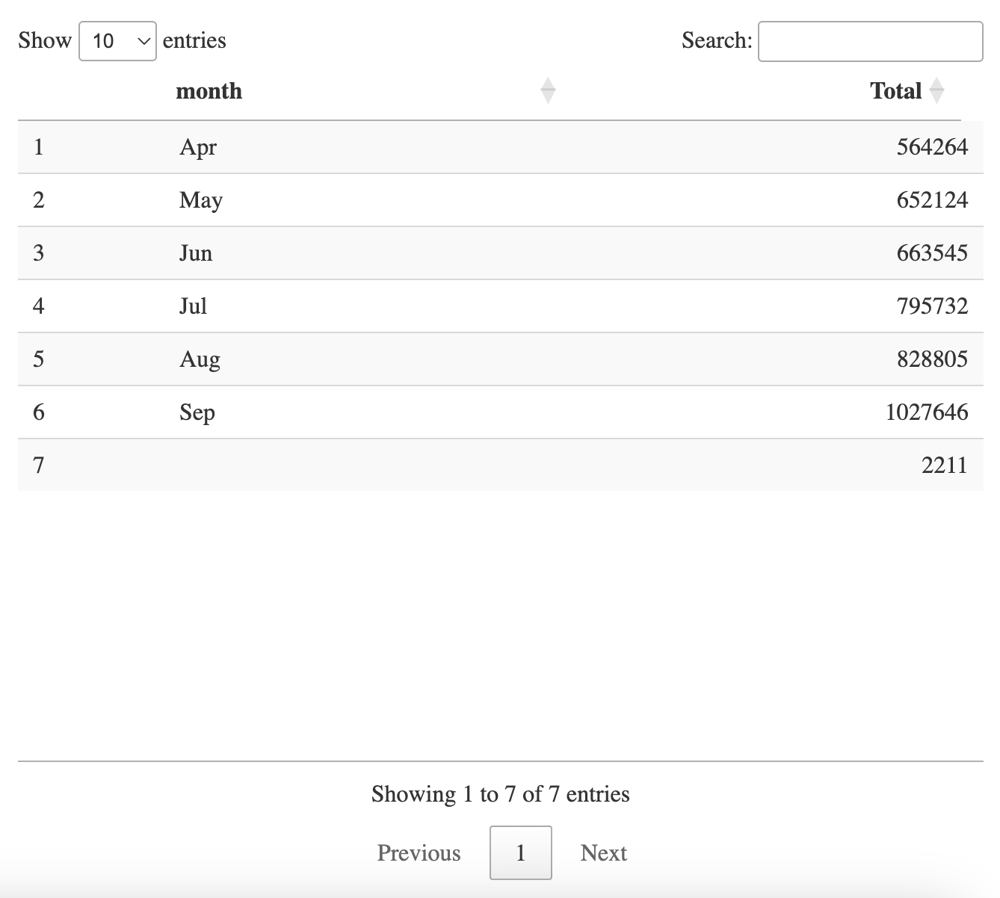 Show 10 entries Search:
month Total
1 Apr 564264
2 May 652124
3 Jun 663545
4 Jul 795732
5 Aug 828805
6 Sep 1027646
7 2211
Showing 1 to 7 of 7 entries
Previous 1 Next